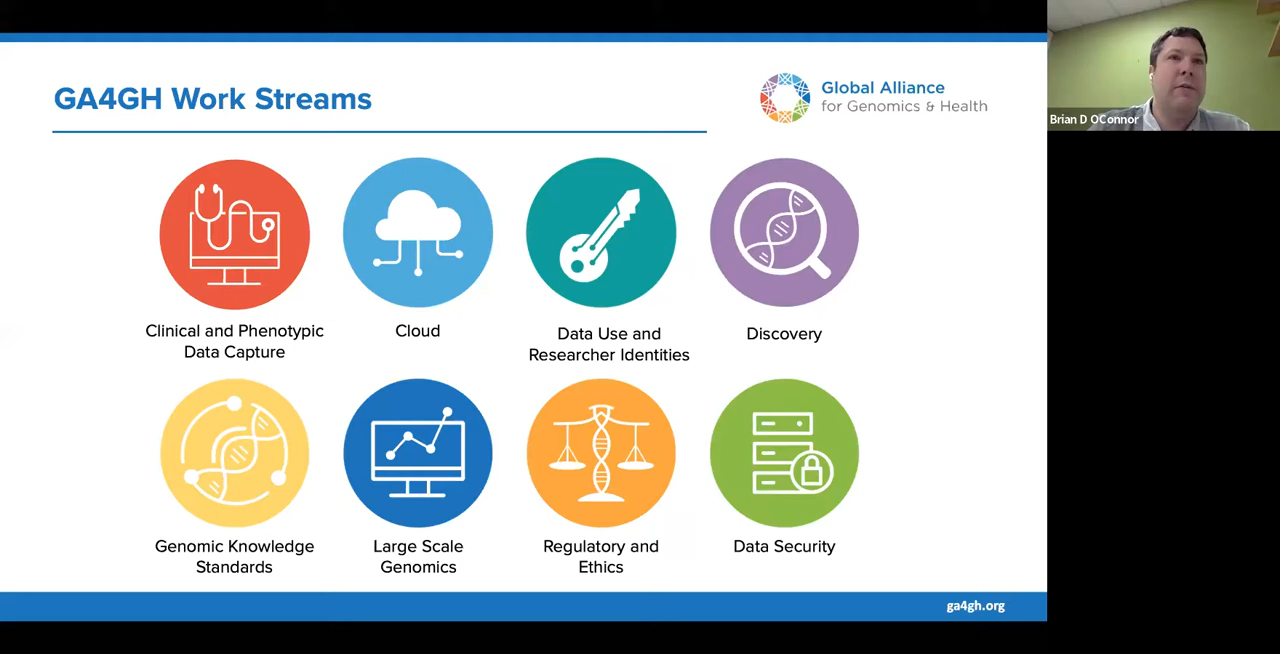 GA4GH Work Streams
Global Alliance
for Genomics & Health
Brian D OConnor
Clinical and Phenotypic
Data Capture
Cloud
Data Use and
Researcher Identities
Discovery
Genomic Knowledge
Standards
Large Scale
Genomics
Regulatory and
Ethics
Data Security
ga4gh.org